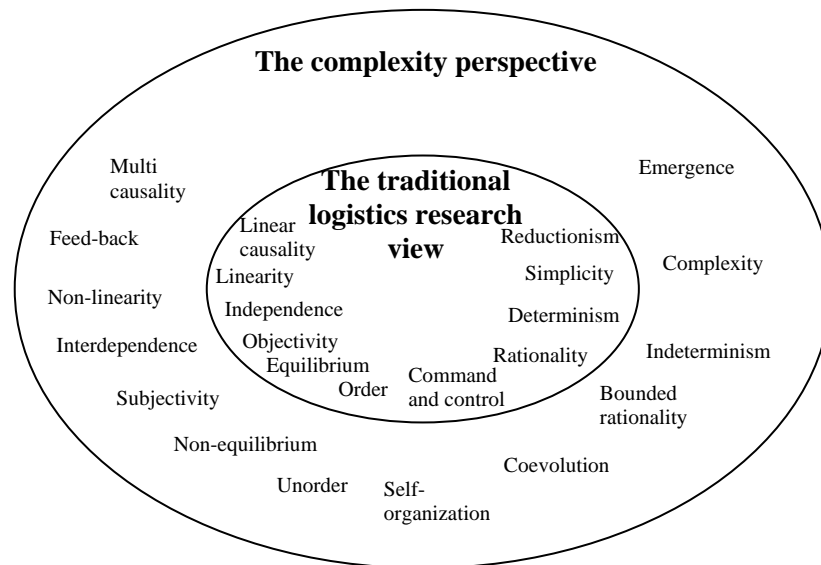 The complexity perspective
Multi
causality
Emergence
The traditional
logistics research
view
Linear
causality
Reductionism
Feed-back
Linearity
Simplicity
Complexity
Non-linearity
Independence
Determinism
Interdependence
Objectivity
Equilibrium
Rationality
Indeterminism
Order
Command
and control
Subjectivity
Bounded
rationality
Non-equilibrium
Coevolution
Unorder
Self-
organization